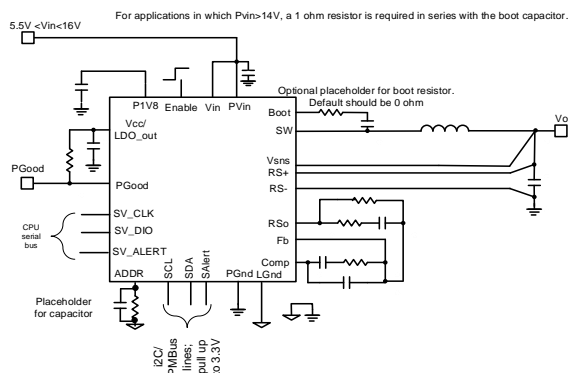 For applications in which Pvin>14V, a 1 ohm resistor is required in series with the boot capacitor.
5.5V <Vin<16V
P1V8
Enable
Vin
PVin
Optional placeholder for boot resistor.
Default should be 0 ohm
Boot
SW
Vo
Vcc/
LDO_out
Vsns
RS+
RS-
PGood
PGood
CPU
serial
bus
SV_CLK
SV_DIO
SV_ALERT
RSo
Fb
Comp
ADDR
SCL
SDA
SAlert
PGnd
LGnd
Placeholder
for capacitor
i2C/
PMBus
lines;
pull up
to 3.3V